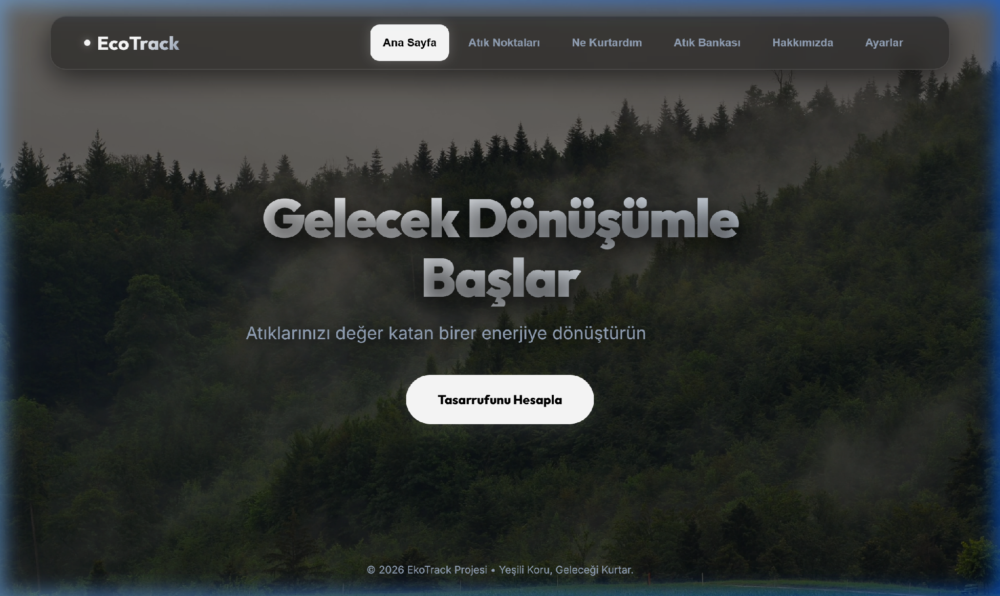 EcoTrack
Ana Sayfa
Atık Noktaları
Ne Kurtardım
Atık Bankası
Hakkımızda
Ayarlar
Gelecek Dönüşümle
Başlar
Atıklarınızı değer katan birer enerjiye dönüştürün
Tasarrufunu Hesapla
© 2026 EkoTrack Projesi • Yeşili Koru, Geleceği Kurtar.